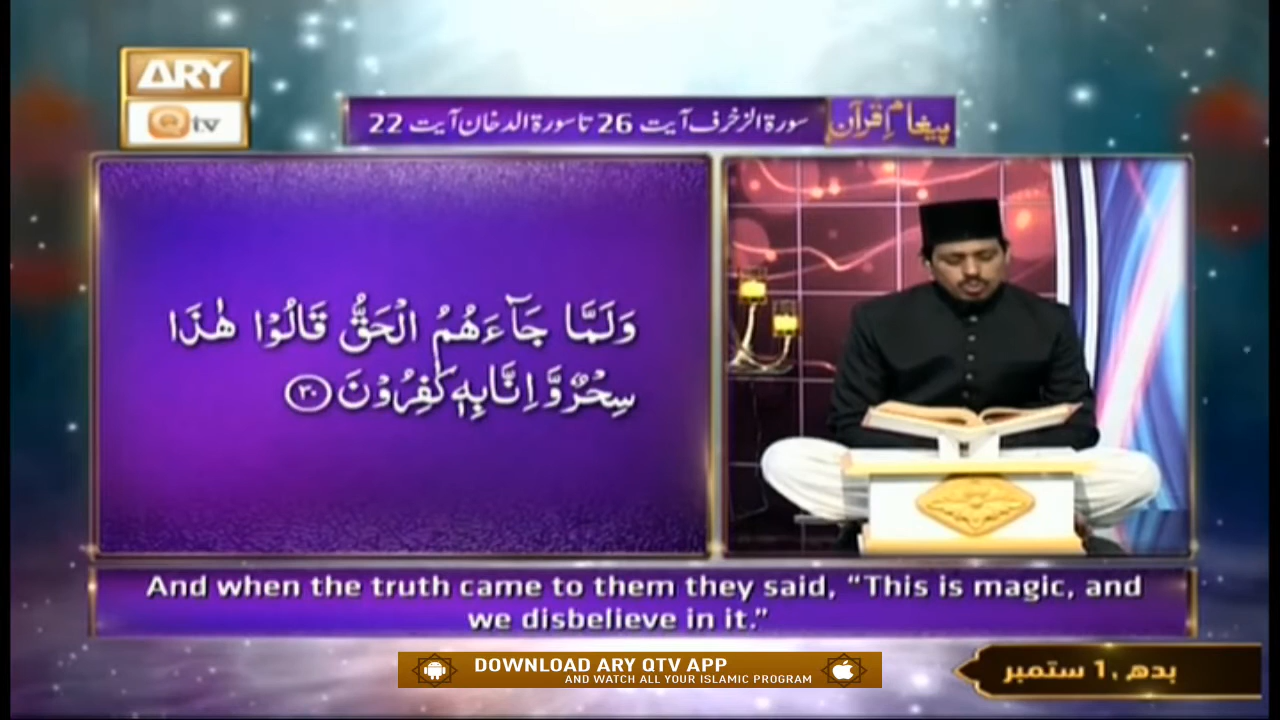 ARY
Qtv
پیغامِ قرآن
سورۃ الزخرف آیت 26 تا سورۃ الدخان آیت 22
وَلَمَّا جَآءَهُمُ الْحَقُّ قَالُوْا هٰذَا
سِحْرٌ وَّ اِنَّا بِهٖ كٰفِرُوْنَ ﴿۳۰﴾
And when the truth came to them they said, “This is magic, and
we disbelieve in it.”
DOWNLOAD ARY QTV APP
AND WATCH ALL YOUR ISLAMIC PROGRAM
بدھ , 1 ستمبر